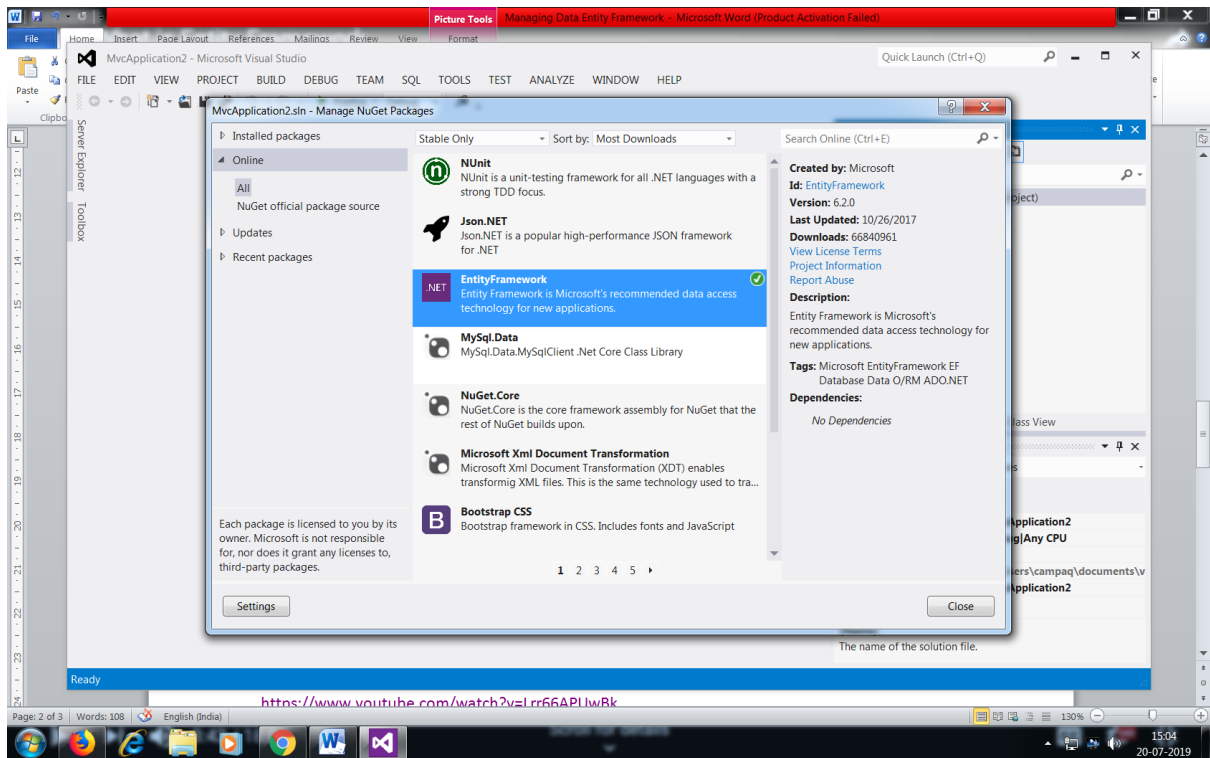 Picture Tools
Managing Data Entity Framework - Microsoft Word (Product Activation Failed)
File Home Insert Page Layout References Mailings Review View Format
Paste
MvcApplication2 - Microsoft Visual Studio
Quick Launch (Ctrl+Q)
FILE EDIT VIEW PROJECT BUILD DEBUG TEAM SQL TOOLS TEST ANALYZE WINDOW HELP
Server Explorer
Toolbox
MvcApplication2.sln - Manage NuGet Packages
Installed packages
Online
All
NuGet official package source
Updates
Recent packages
Each package is licensed to you by its
owner. Microsoft is not responsible
for, nor does it grant any licenses to,
third-party packages.
Settings
Stable Only
Sort by: Most Downloads
NUnit
NUnit is a unit-testing framework for all .NET languages with a
strong TDD focus.
Json.NET
Json.NET is a popular high-performance JSON framework
for .NET
.NET
EntityFramework
Entity Framework is Microsoft's recommended data access
technology for new applications.
MySql.Data
MySql.Data.MySqlClient .Net Core Class Library
NuGet.Core
NuGet.Core is the core framework assembly for NuGet that the
rest of NuGet builds upon.
Microsoft Xml Document Transformation
Microsoft Xml Document Transformation (XDT) enables
transformig XML files. This is the same technology used to tra...
B
Bootstrap CSS
Bootstrap framework in CSS. Includes fonts and JavaScript
1 2 3 4 5
Search Online (Ctrl+E)
Created by: Microsoft
Id: EntityFramework
Version: 6.2.0
Last Updated: 10/26/2017
Downloads: 66840961
View License Terms
Project Information
Report Abuse
Description:
Entity Framework is Microsoft's
recommended data access technology for
new applications.
Tags: Microsoft EntityFramework EF
Database Data O/RM ADO.NET
Dependencies:
No Dependencies
Close
oject)
lass View
Application2
g|Any CPU
sers\campaq\documents\v
Application2
The name of the solution file.
Ready
https://www.youtube.com/watch?v=Lrr66APUwBk
Page: 2 of 3 Words: 108 English (India)
130%
15:04
20-07-2019